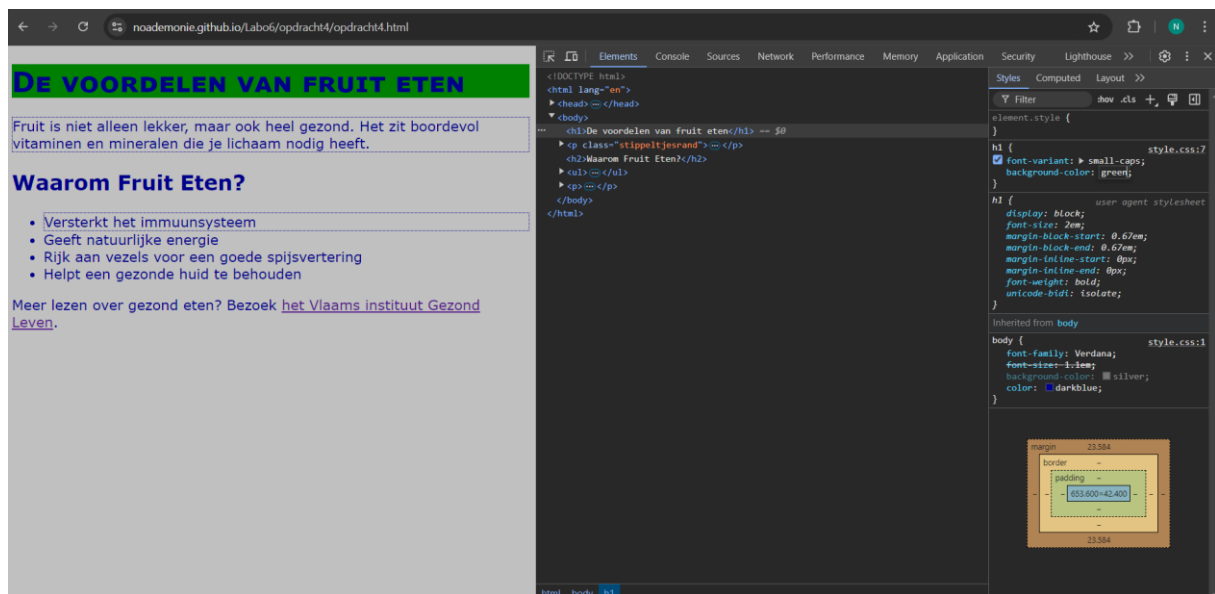 noademonie.github.io/Labo6/opdracht4/opdracht4.html
N
De voordelen van fruit eten
Fruit is niet alleen lekker, maar ook heel gezond. Het zit boordevol
vitaminen en mineralen die je lichaam nodig heeft.
Waarom Fruit Eten?
Versterkt het immuunsysteem
Geeft natuurlijke energie
Rijk aan vezels voor een goede spijsvertering
Helpt een gezonde huid te behouden
Meer lezen over gezond eten? Bezoek het Vlaams instituut Gezond
Leven.
Elements Console Sources Network Performance Memory Application Security Lighthouse
<!DOCTYPE html>
<html lang="en">
<head> … </head>
<body>
<h1>De voordelen van fruit eten</h1> == $0
<p class="stippeltjesrand"> … </p>
<h2>Waarom Fruit Eten?</h2>
<ul> … </ul>
<p> … </p>
</body>
</html>
html body h1
Styles Computed Layout
Filter :hov .cls
element.style {
}
h1 { style.css:7
font-variant: small-caps;
background-color: green;
}
h1 { user agent stylesheet
display: block;
font-size: 2em;
margin-block-start: 0.67em;
margin-block-end: 0.67em;
margin-inline-start: 0px;
margin-inline-end: 0px;
font-weight: bold;
unicode-bidi: isolate;
}
Inherited from body
body { style.css:1
font-family: Verdana;
font-size: 1.1em;
background-color: silver;
color: darkblue;
}
margin 23.584
border –
padding –
– – – 653.600×42.400 – – –
–
–
23.584